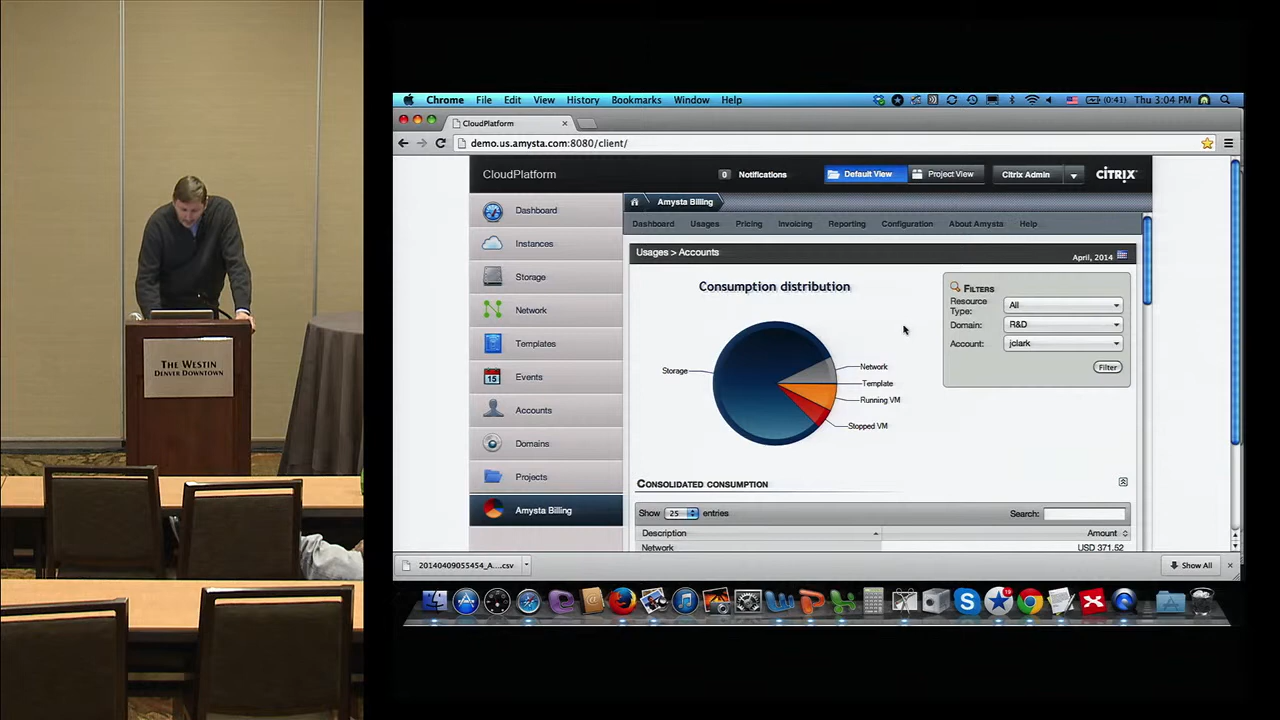 THE WESTIN
DENVER DOWNTOWN
Chrome File Edit View History Bookmarks Window Help
(0:41) Thu 3:04 PM
CloudPlatform
demo.us.amysta.com:8080/client/
CloudPlatform
0 Notifications
Default View
Project View
Citrix Admin
CITRIX
Dashboard
Instances
Storage
Network
Templates
Events
15
Accounts
Domains
Projects
Amysta Billing
Amysta Billing
Dashboard Usages Pricing Invoicing Reporting Configuration About Amysta Help
Usages > Accounts
April, 2014
Consumption distribution
Storage
Network
Template
Running VM
Stopped VM
FILTERS
Resource Type: All
Domain: R&D
Account: jclark
Filter
CONSOLIDATED CONSUMPTION
Show 25 entries
Search:
Description Amount
Network USD 371.52
20140409055454_A....csv
Show All